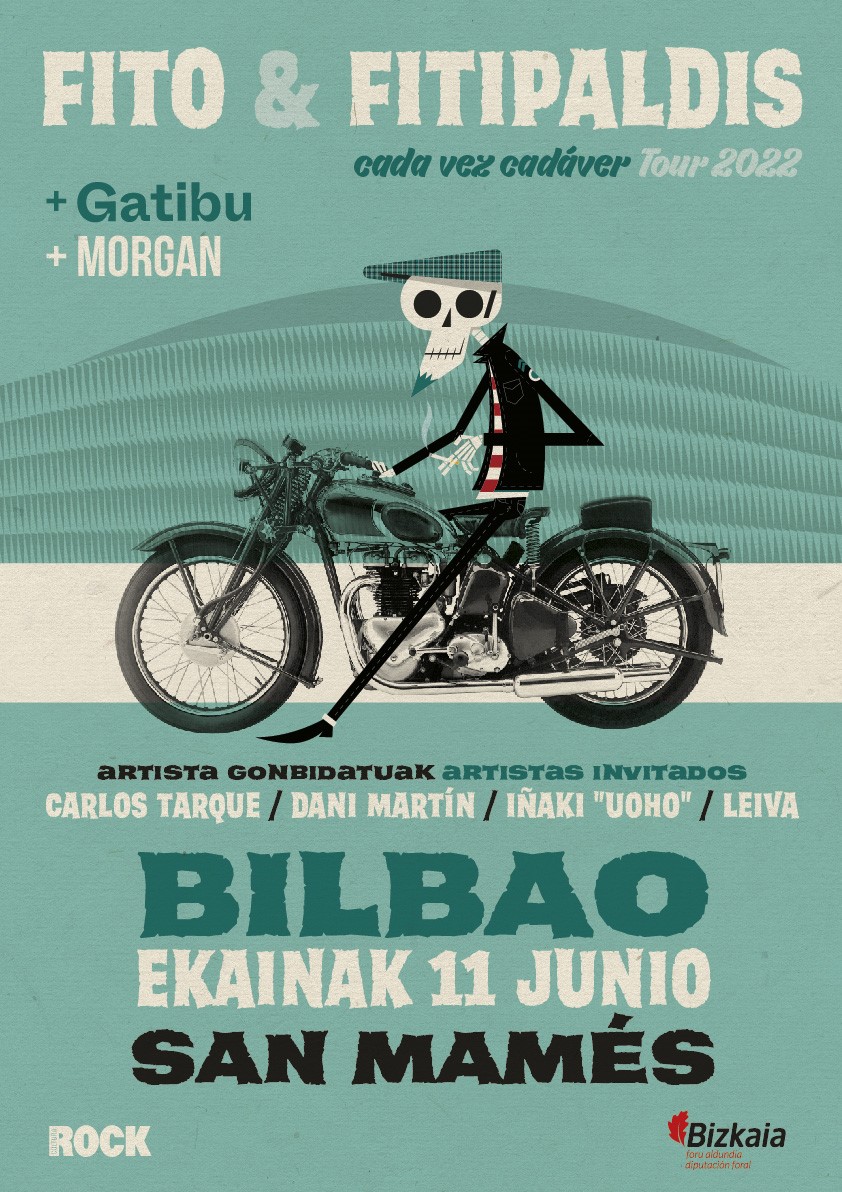 FITO & FITIPALDIS
cada vez cadáver Tour 2022
+ Gatibu
+ MORGAN
ARTISTA GONBIDATUAK ARTISTAS INVITADOS
CARLOS TARQUE / DANI MARTÍN / IÑAKI "UOHO" / LEIVA
BILBAO
EKAINAK 11 JUNIO
SAN MAMÉS
ROCK
Bizkaia
foru aldundia
diputación foral